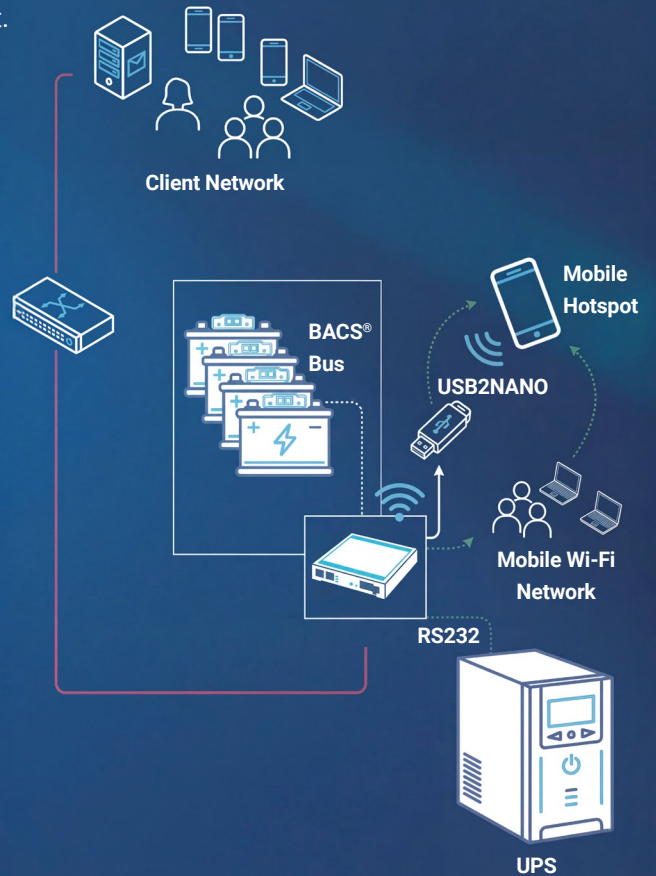 Client Network
Mobile
Hotspot
BACS®
Bus
USB2NANO
Mobile Wi-Fi
Network
RS232
UPS